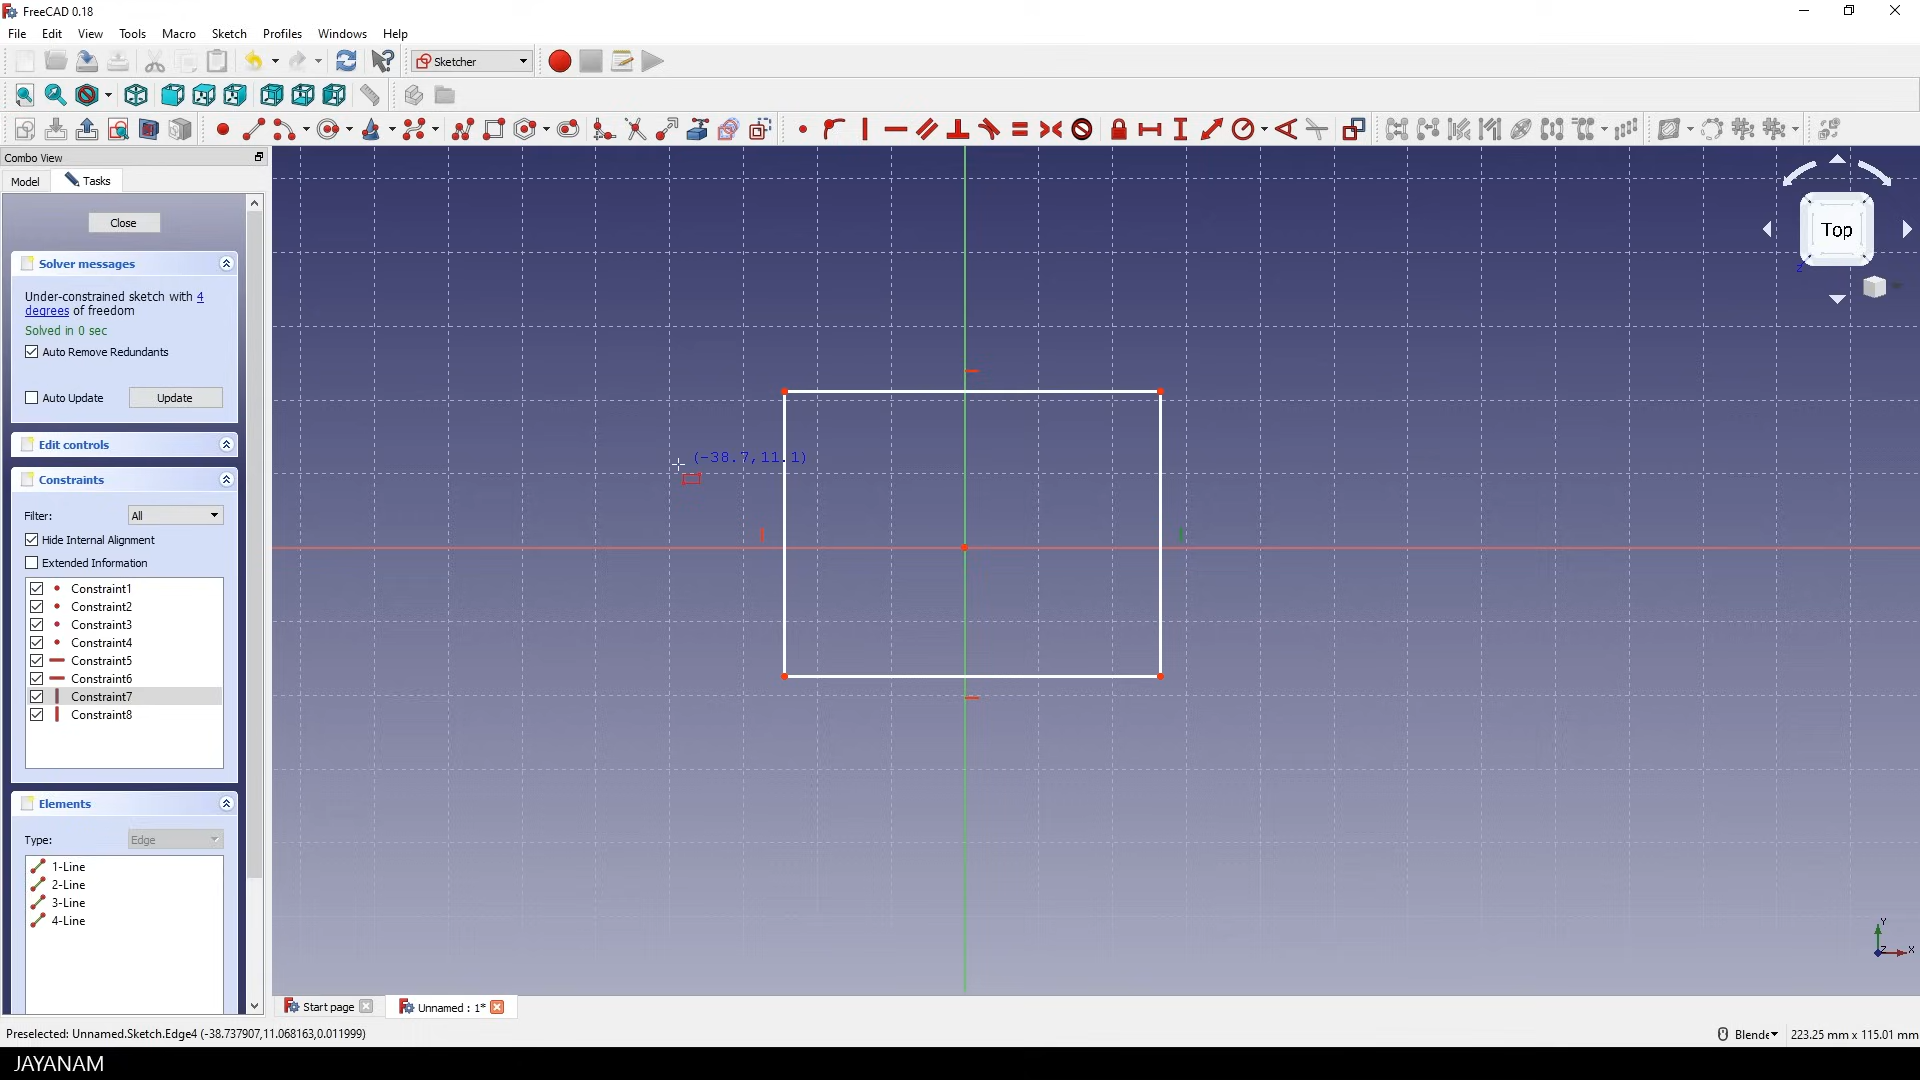 FreeCAD 0.18
File Edit View Tools Macro Sketch Profiles Windows Help
Sketcher
Combo View
Model Tasks
Close
Solver messages
Under-constrained sketch with 4
degrees of freedom
Solved in 0 sec
Auto Remove Redundants
Auto Update Update
Edit controls
Constraints
Filter: All
Hide Internal Alignment
Extended Information
Constraint1
Constraint2
Constraint3
Constraint4
Constraint5
Constraint6
Constraint7
Constraint8
Elements
Type: Edge
1-Line
2-Line
3-Line
4-Line
(-38.7,11.1)
Top
Z
Y
Z
X
Start page Unnamed : 1*
Preselected: Unnamed.Sketch.Edge4 (-38.737907,11.068163,0.011999)
Blende 223.25 mm x 115.01 mm
JAYANAM